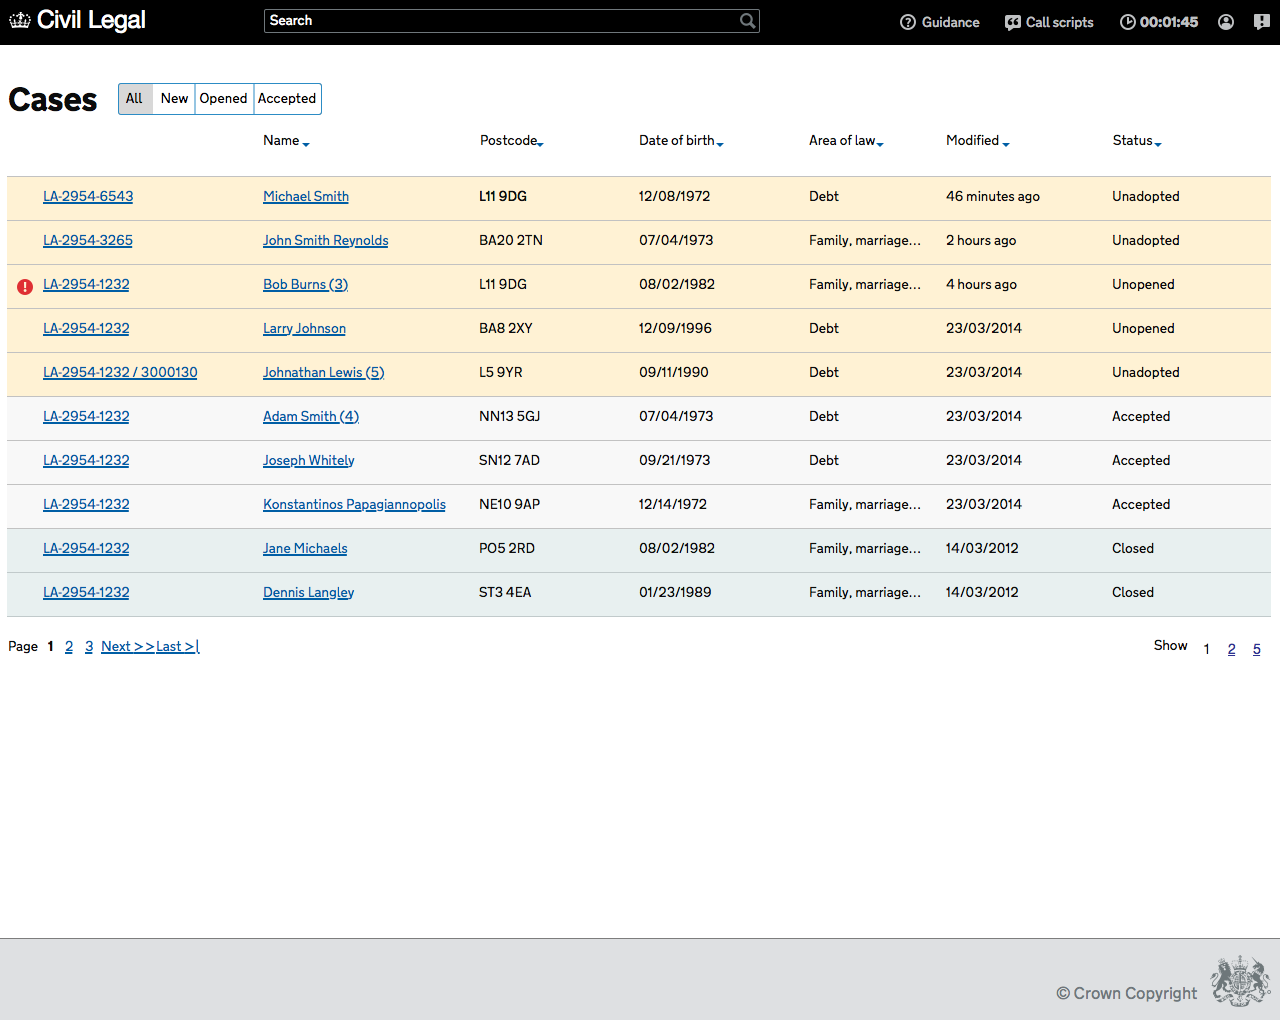 Civil Legal Search Guidance Call scripts 00:01:45
Cases All New Opened Accepted
Name Postcode Date of birth Area of law Modified Status
LA-2954-6543 Michael Smith L11 9DG 12/08/1972 Debt 46 minutes ago Unadopted
LA-2954-3265 John Smith Reynolds BA20 2TN 07/04/1973 Family, marriage... 2 hours ago Unadopted
LA-2954-1232 Bob Burns (3) L11 9DG 08/02/1982 Family, marriage... 4 hours ago Unopened
LA-2954-1232 Larry Johnson BA8 2XY 12/09/1996 Debt 23/03/2014 Unopened
LA-2954-1232 / 3000130 Johnathan Lewis (5) L5 9YR 09/11/1990 Debt 23/03/2014 Unadopted
LA-2954-1232 Adam Smith (4) NN13 5GJ 07/04/1973 Debt 23/03/2014 Accepted
LA-2954-1232 Joseph Whitely SN12 7AD 09/21/1973 Debt 23/03/2014 Accepted
LA-2954-1232 Konstantinos Papagiannopolis NE10 9AP 12/14/1972 Family, marriage... 23/03/2014 Accepted
LA-2954-1232 Jane Michaels PO5 2RD 08/02/1982 Family, marriage... 14/03/2012 Closed
LA-2954-1232 Dennis Langley ST3 4EA 01/23/1989 Family, marriage... 14/03/2012 Closed
Page 1 2 3 Next >> Last >| Show 1 2 5
© Crown Copyright